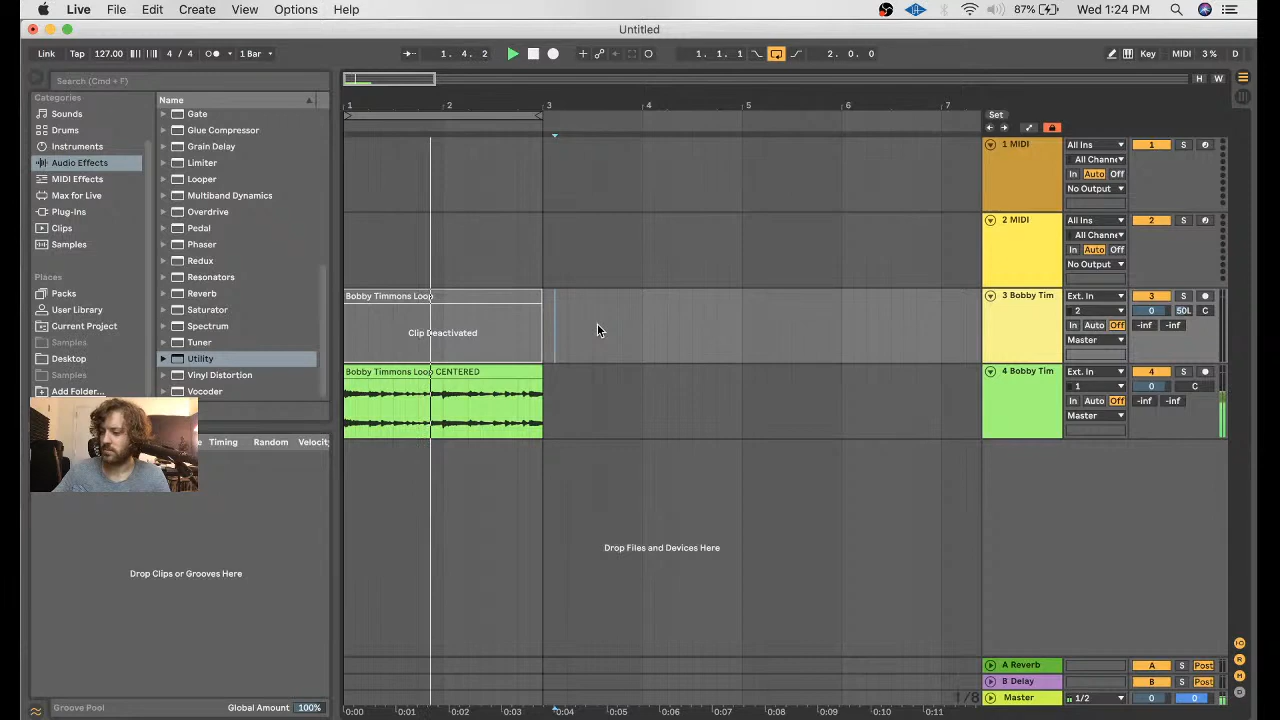 Live File Edit Create View Options Help 87% Wed 1:24 PM
Untitled
Link Tap 127.00 4 / 4 1 Bar 1. 4. 2 1. 1. 1 2. 0. 0 Key MIDI 3 % D
Search (Cmd + F)
H W
Categories
Sounds
Drums
Instruments
Audio Effects
MIDI Effects
Max for Live
Plug-Ins
Clips
Samples
Places
Packs
User Library
Current Project
Samples
Desktop
Samples
Add Folder...
Name
Gate
Glue Compressor
Grain Delay
Limiter
Looper
Multiband Dynamics
Overdrive
Pedal
Phaser
Redux
Resonators
Reverb
Saturator
Spectrum
Tuner
Utility
Vinyl Distortion
Vocoder
1 2 3 4 5 6 7
Set
1 MIDI All Ins 1 S
All Channe
In Auto Off
No Output
2 MIDI All Ins 2 S
All Channe
In Auto Off
No Output
Bobby Timmons Loop
Clip Deactivated
3 Bobby Tim Ext. In 3 S
2 0 50L C
In Auto Off -inf -inf
Master
Bobby Timmons Loop CENTERED
4 Bobby Tim Ext. In 4 S
1 0 C
In Auto Off -inf -inf
Master
Timing Random Velocity
Drop Files and Devices Here
Drop Clips or Grooves Here
A Reverb A S Post
B Delay B S Post
1/8 Master 1/2 0 0
Groove Pool Global Amount 100%
0:00 0:01 0:02 0:03 0:04 0:05 0:06 0:07 0:08 0:09 0:10 0:11